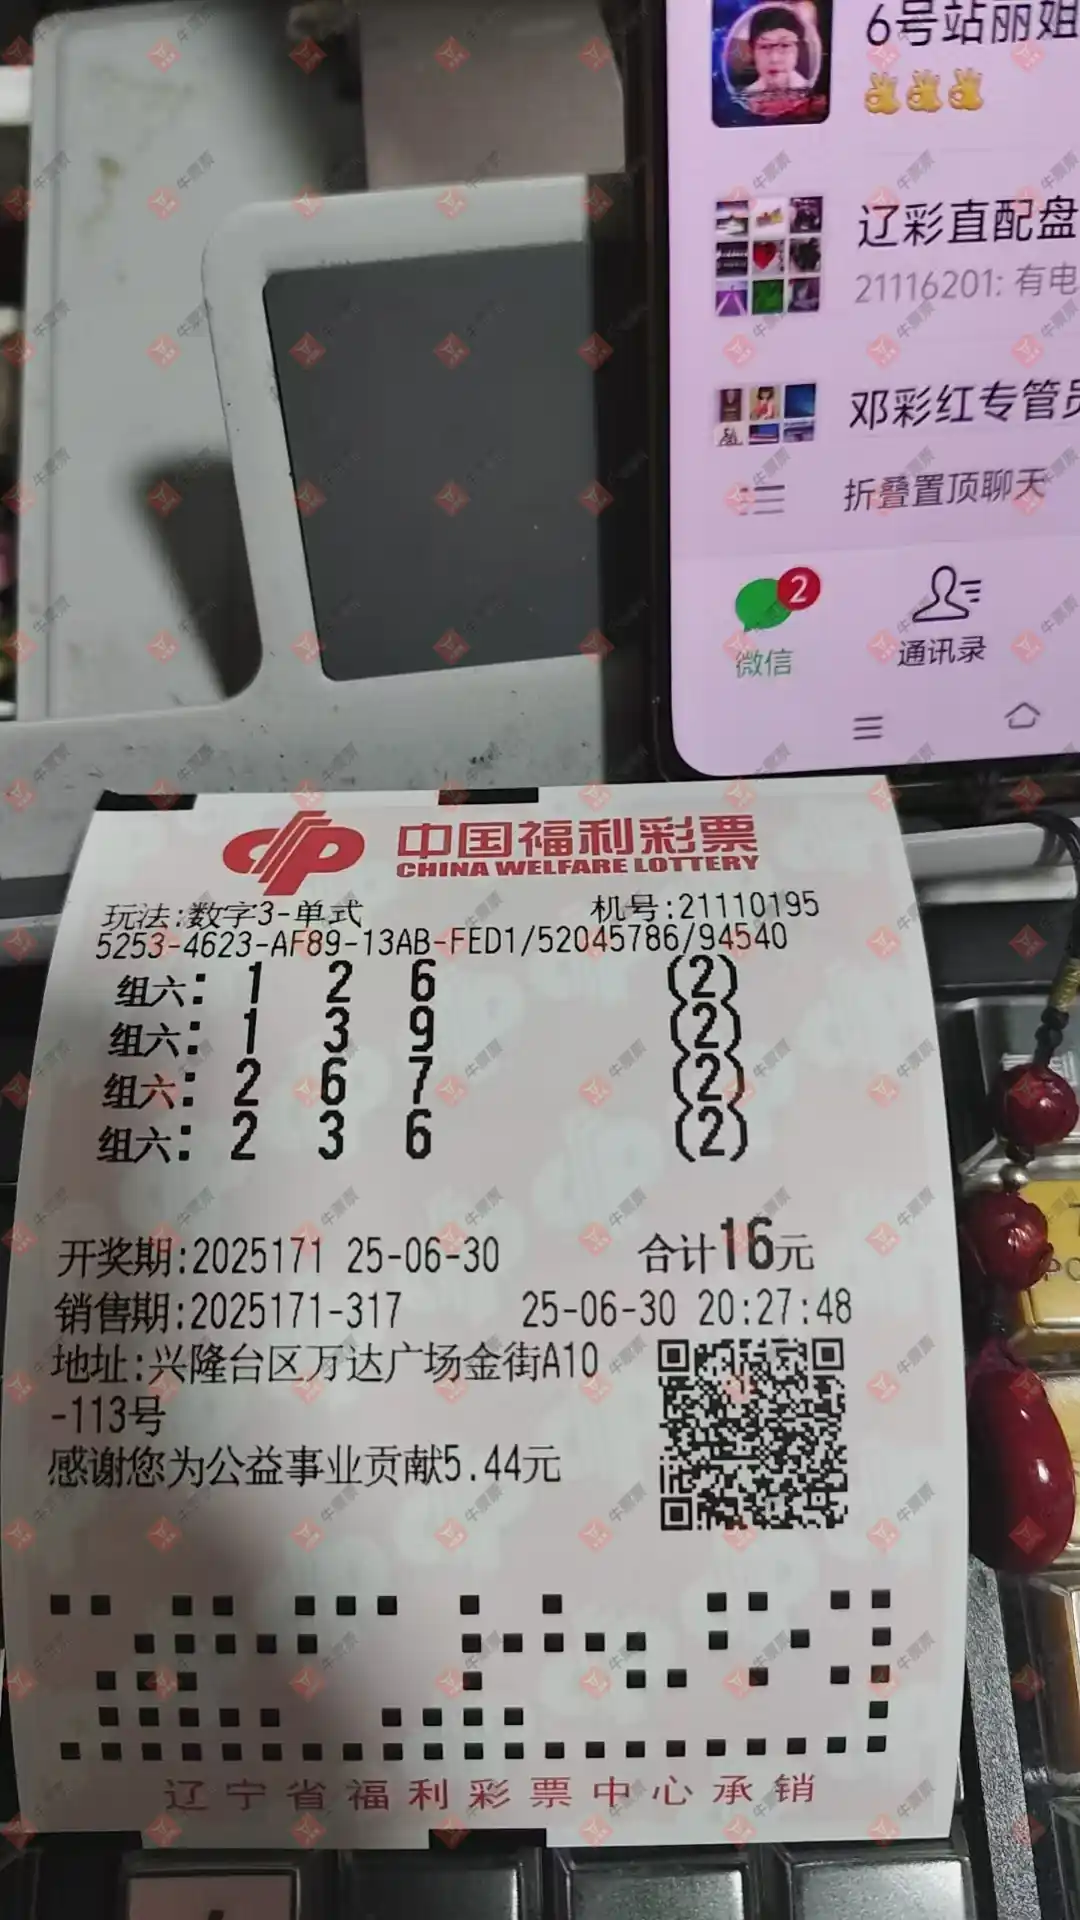 6号站丽姐
辽彩直配盘
21116201: 有电
邓彩红专管员
折叠置顶聊天
2
微信
通讯录
中国福利彩票
CHINA WELFARE LOTTERY
玩法:数字3-单式 机号:21110195
5253-4623-AF89-13AB-FED1/52045786/94540
组六: 1 2 6 (2)
组六: 1 3 9 (2)
组六: 2 6 7 (2)
组六: 2 3 6 (2)
开奖期:2025171 25-06-30 合计16元
销售期:2025171-317 25-06-30 20:27:48
地址:兴隆台区万达广场金街A10
-113号
感谢您为公益事业贡献5.44元
辽宁省福利彩票中心承销
牛票票